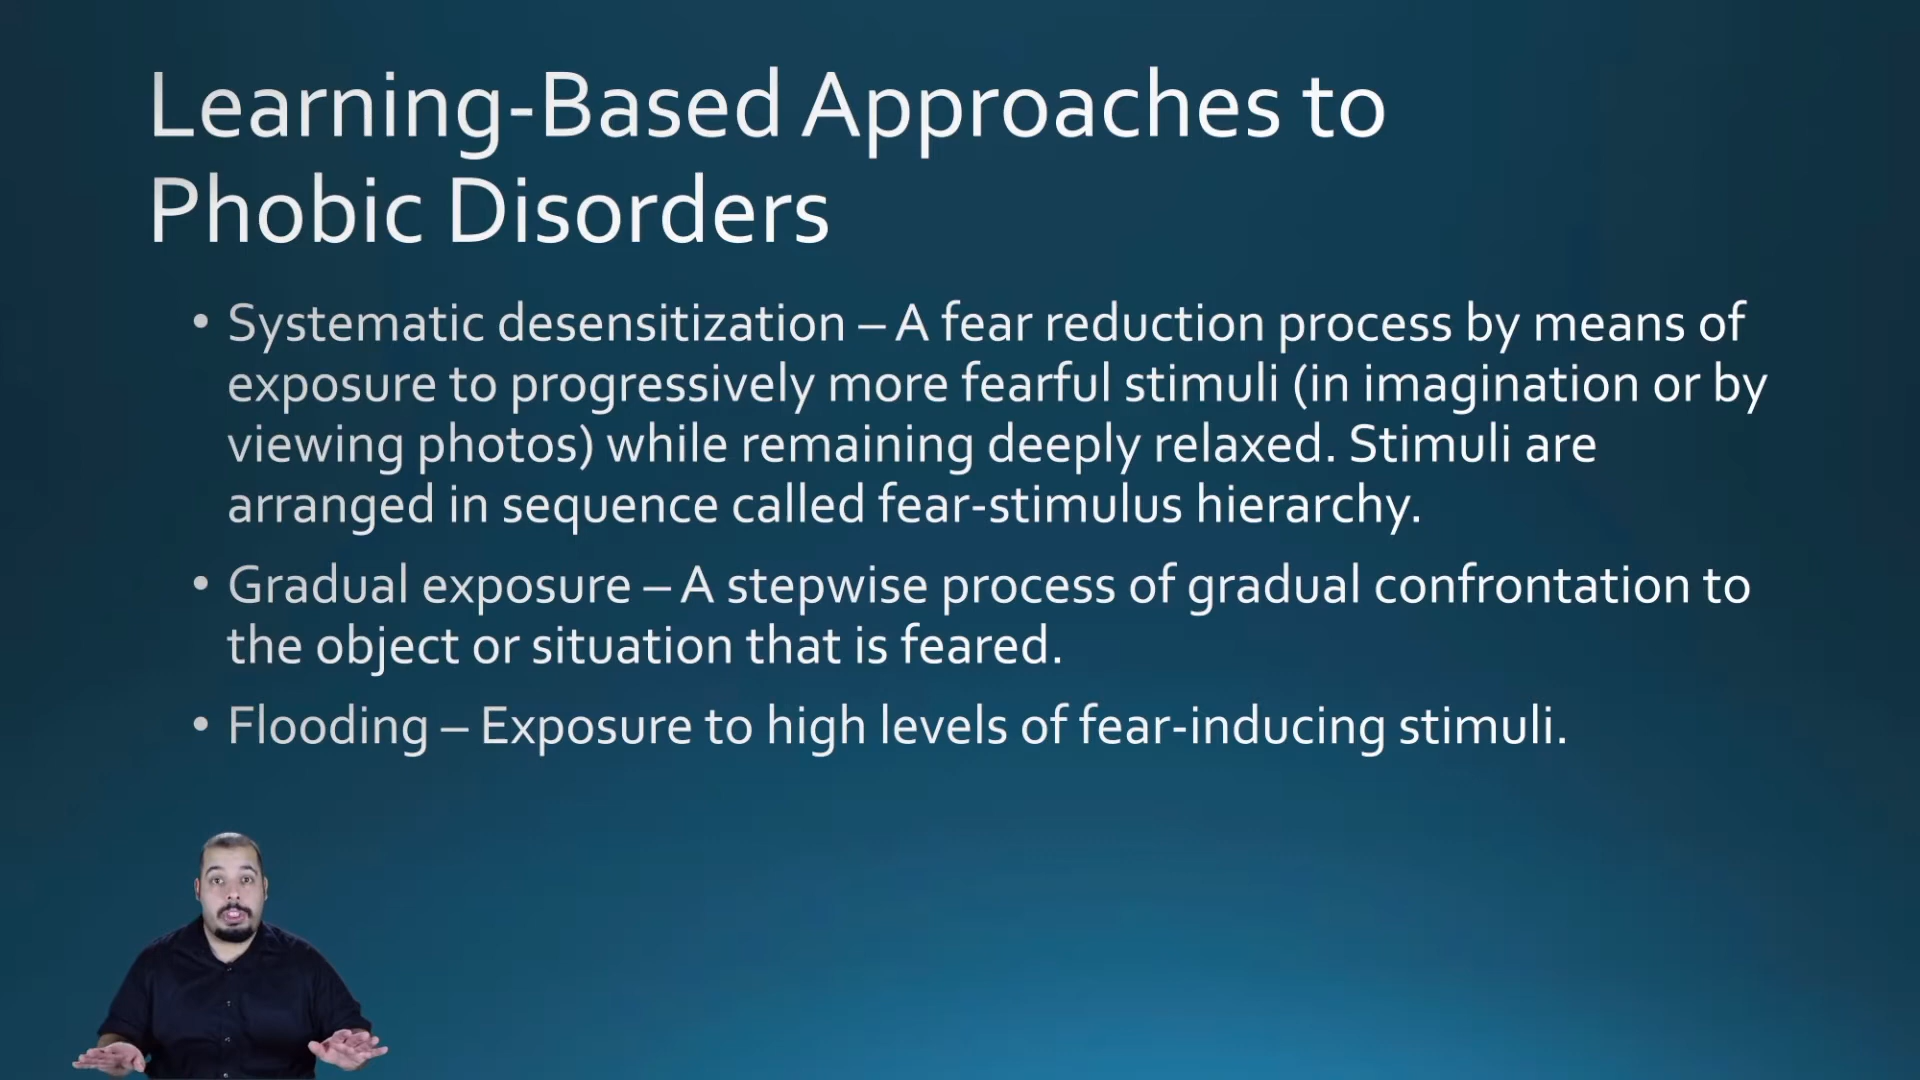 Learning-Based Approaches to
Phobic Disorders
• Systematic desensitization – A fear reduction process by means of
exposure to progressively more fearful stimuli (in imagination or by
viewing photos) while remaining deeply relaxed. Stimuli are
arranged in sequence called fear-stimulus hierarchy.
• Gradual exposure – A stepwise process of gradual confrontation to
the object or situation that is feared.
• Flooding – Exposure to high levels of fear-inducing stimuli.